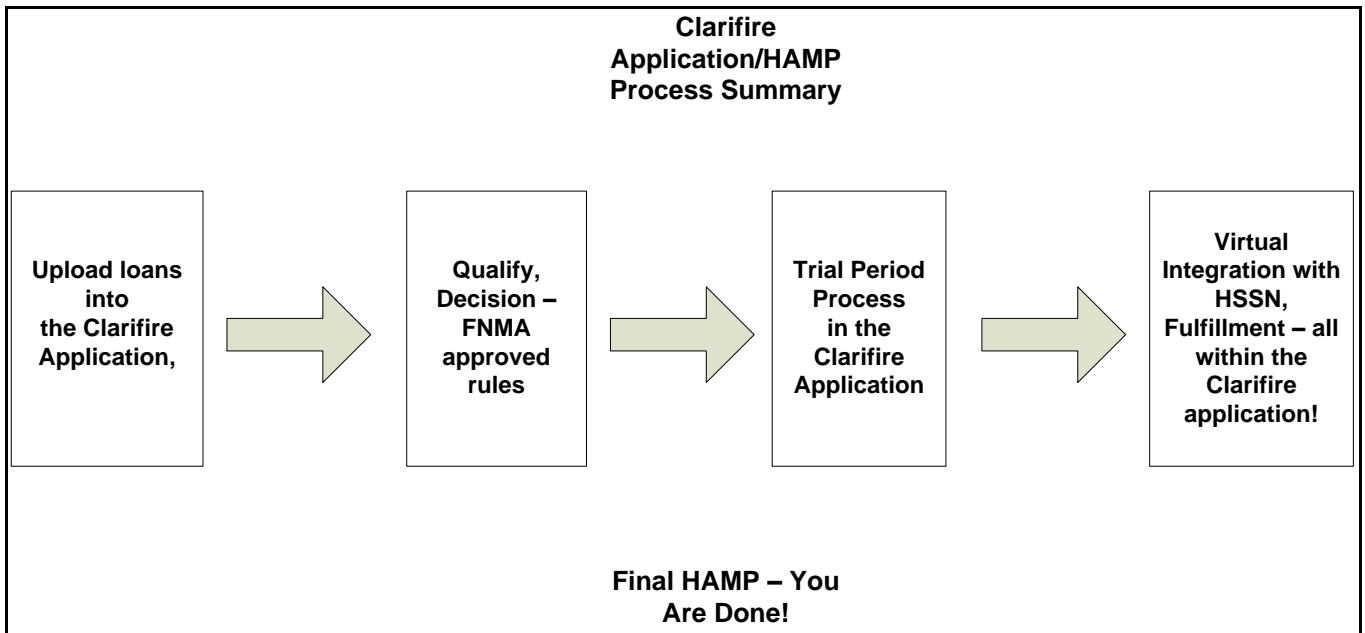 Clarifire
Application/HAMP
Process Summary
Upload loans
into
the Clarifire
Application,
Qualify,
Decision –
FNMA
approved
rules
Trial Period
Process
in the
Clarifire
Application
Virtual
Integration with
HSSN,
Fulfillment – all
within the
Clarifire
application!
Final HAMP – You
Are Done!